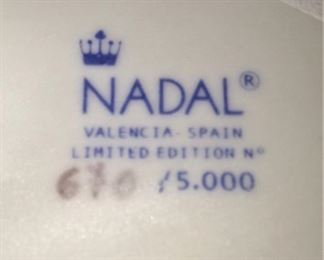 NADAL®
VALENCIA - SPAIN
LIMITED EDITION Nº
670 /5.000